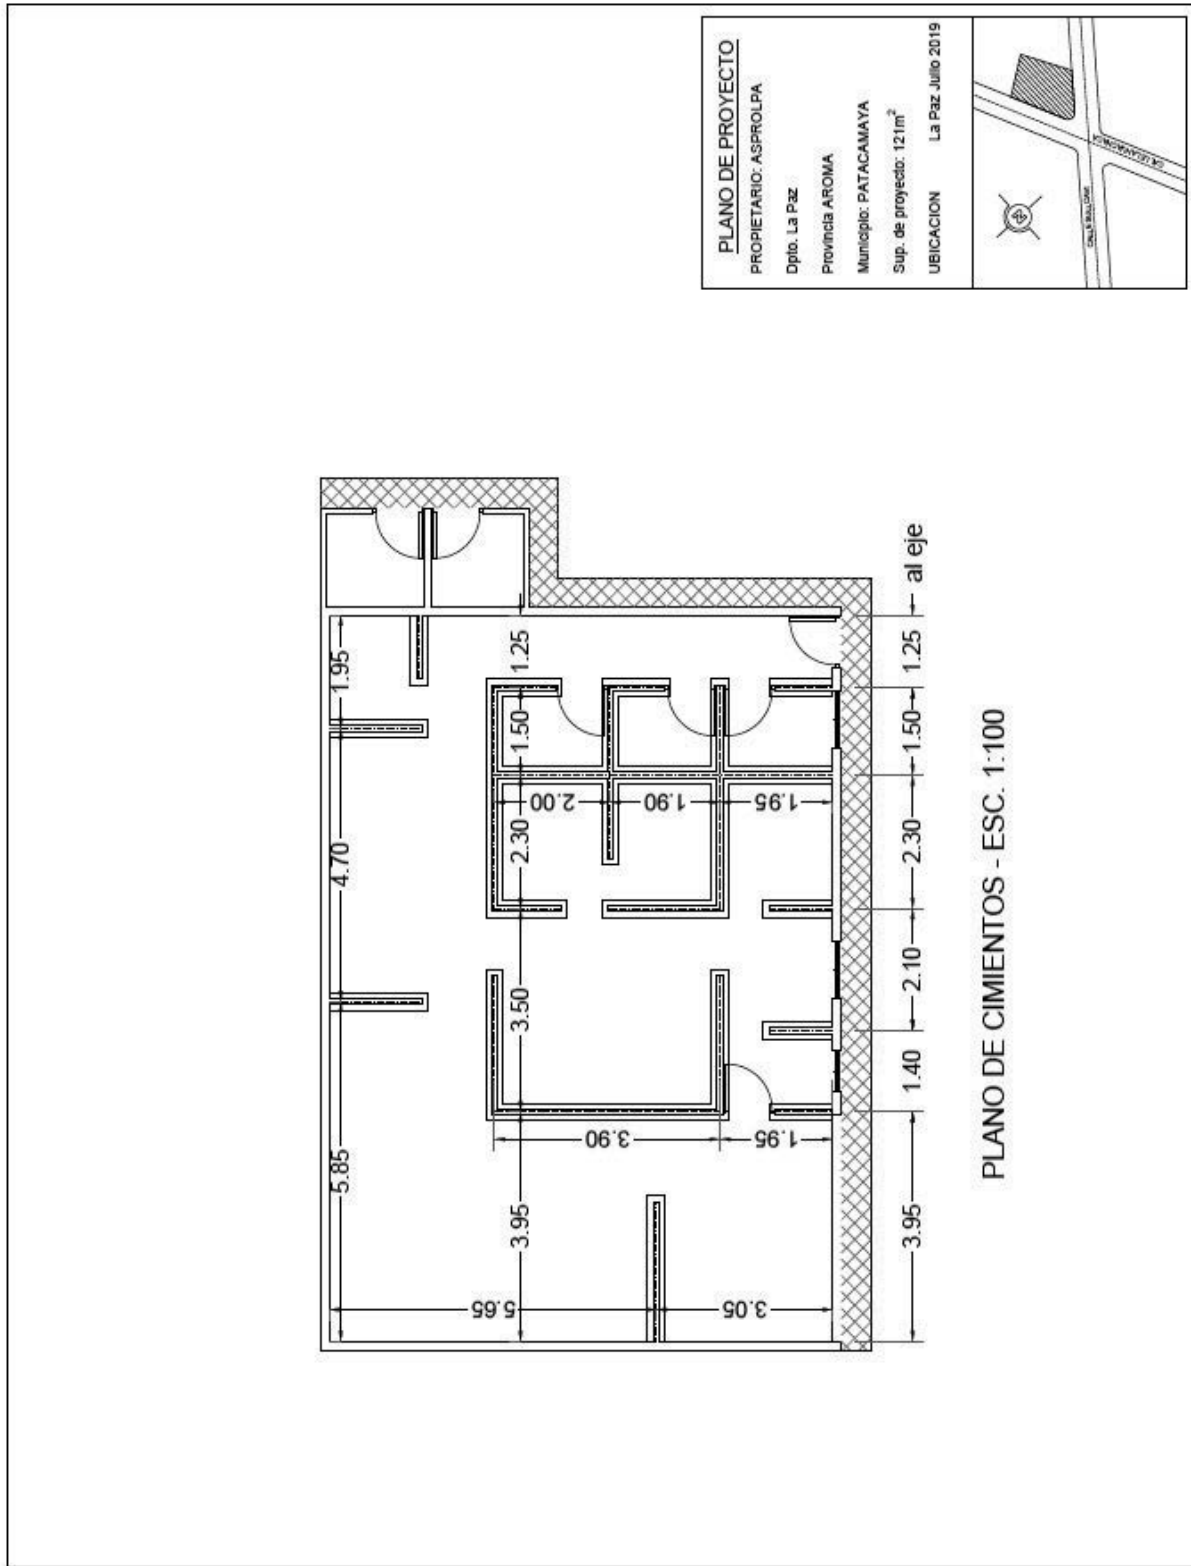 PLANO DE PROYECTO
PROPIETARIO: ASPROLPA
Dpto. La Paz
Provincia AROMA
Municipio: PATACAMAYA
Sup. de proyecto: 121m²
UBICACION La Paz Julio 2019
CALLE BULLOAN
5.85 4.70 1.95
3.95 3.50 2.30 1.50 1.25
5.65
3.05
3.90
1.95
2.00
1.90
1.95
3.95 1.40 2.10 2.30 1.50 1.25 al eje
PLANO DE CIMIENTOS - ESC. 1:100